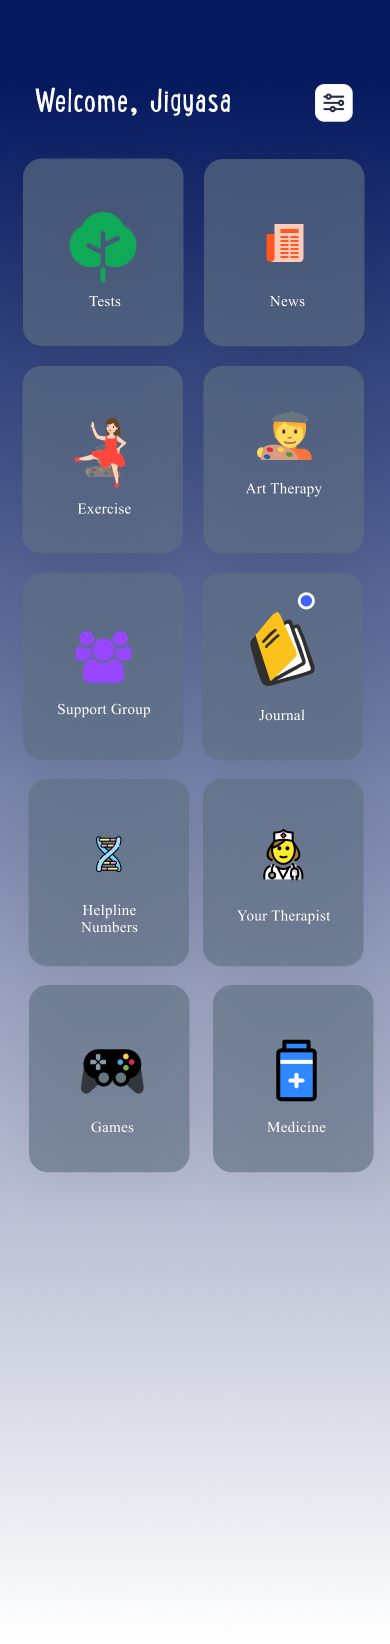 Welcome, Jigyasa
Tests
News
Exercise
Art Therapy
Support Group
Journal
Helpline
Numbers
Your Therapist
Games
Medicine